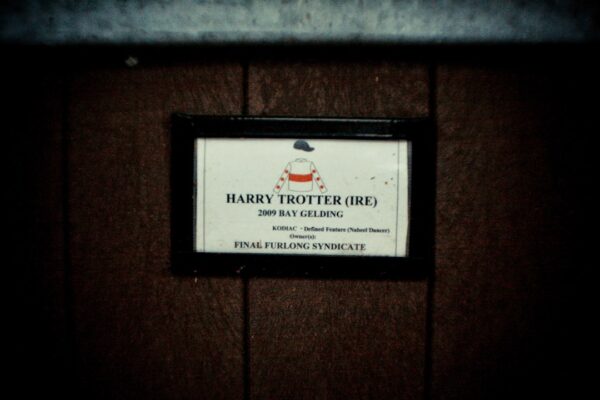 HARRY TROTTER (IRE)
2009 BAY GELDING
KODIAC - Defined Feature (Nabeel Dancer)
Owner(s):
FINAL FURLONG SYNDICATE